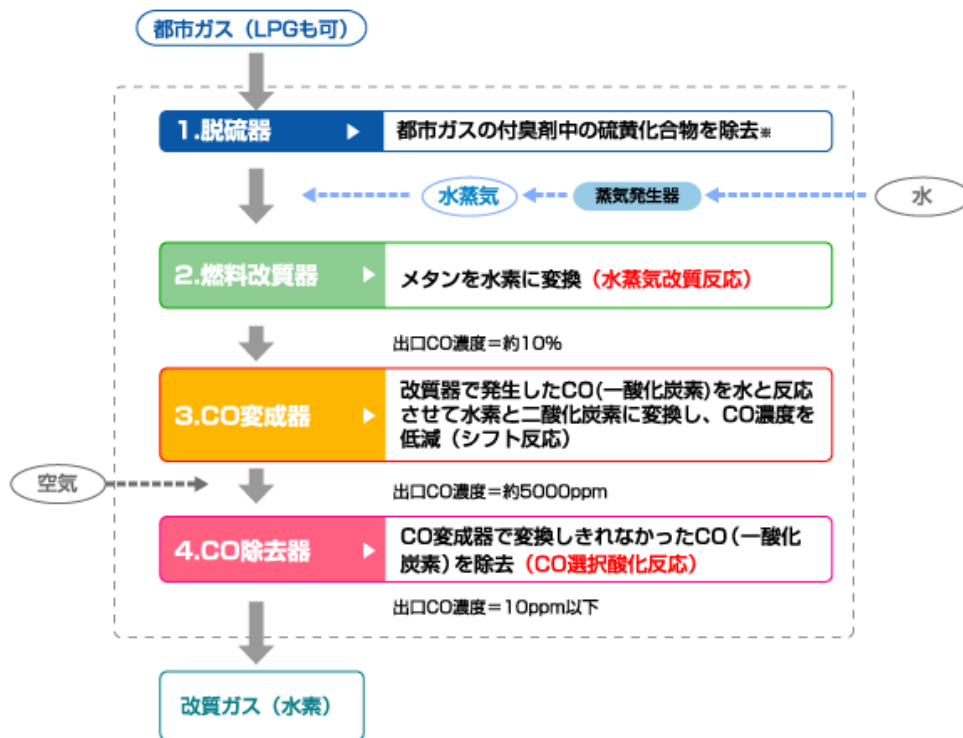 都市ガス（LPGも可）
1.脱硫器
都市ガスの付臭剤中の硫黄化合物を除去※
水蒸気
蒸気発生器
水
2.燃料改質器
メタンを水素に変換（水蒸気改質反応）
出口CO濃度＝約10%
3.CO変成器
改質器で発生したCO(一酸化炭素)を水と反応
させて水素と二酸化炭素に変換し、CO濃度を
低減（シフト反応）
空気
出口CO濃度＝約5000ppm
4.CO除去器
CO変成器で変換しきれなかったCO（一酸化
炭素）を除去（CO選択酸化反応）
出口CO濃度＝10ppm以下
改質ガス（水素）